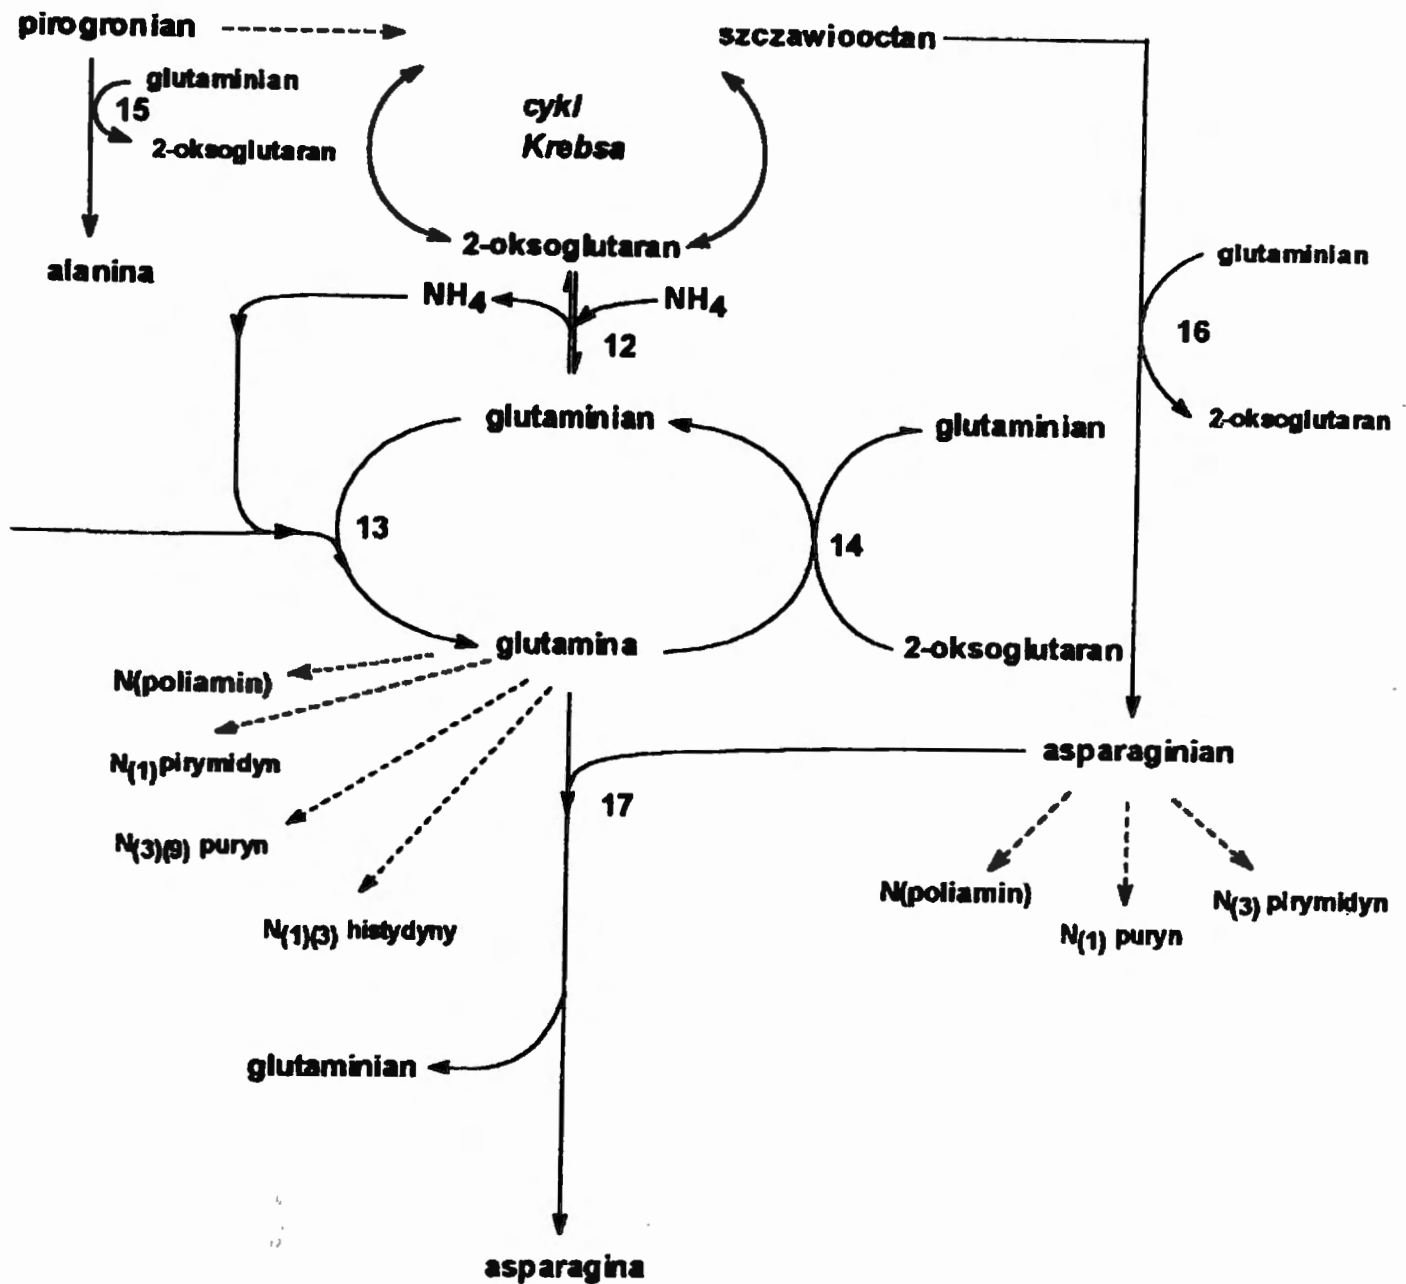 pirogronian
szczawiooctan
glutaminian
15
2-oksoglutaran
cykl
Krebsa
alanina
2-oksoglutaran
glutaminian
NH4
NH4
12
16
glutaminian
glutaminian
2-oksoglutaran
13
14
glutamina
2-oksoglutaran
N(poliamin)
N(1) pirymidyn
asparaginian
17
N(3)(9) puryn
N(poliamin)
N(3) pirymidyn
N(1)(3) histydyny
N(1) puryn
glutaminian
asparagina